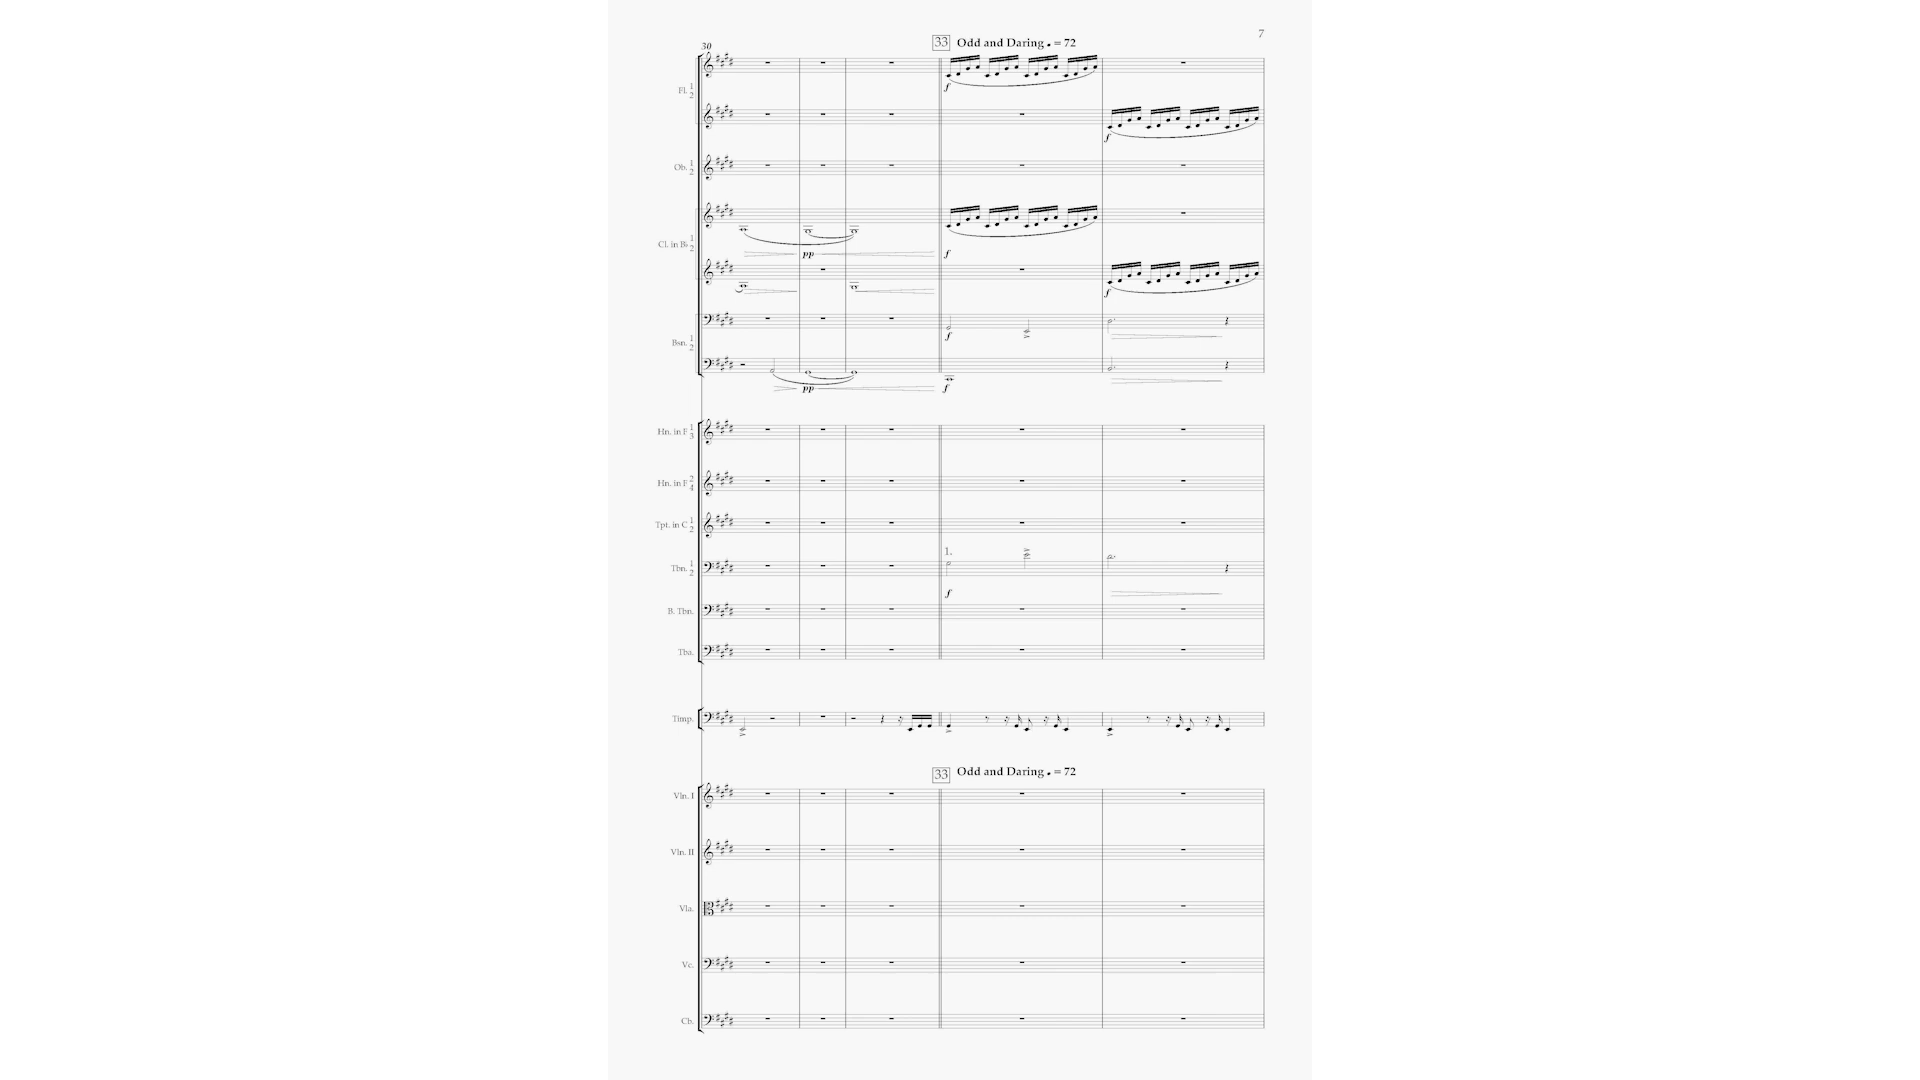 7
30
33 Odd and Daring ♩ = 72
Fl. 1 2
f
f
Ob. 1 2
Cl. in B♭ 1 2
pp f
f
Bsn. 1 2
f
pp f
Hn. in F 1 3
Hn. in F 2 4
Tpt. in C 1 2
1.
Tbn. 1 2
f
B. Tbn.
Tba.
Timp.
33 Odd and Daring ♩ = 72
Vln. I
Vln. II
Vla.
Vc.
Cb.